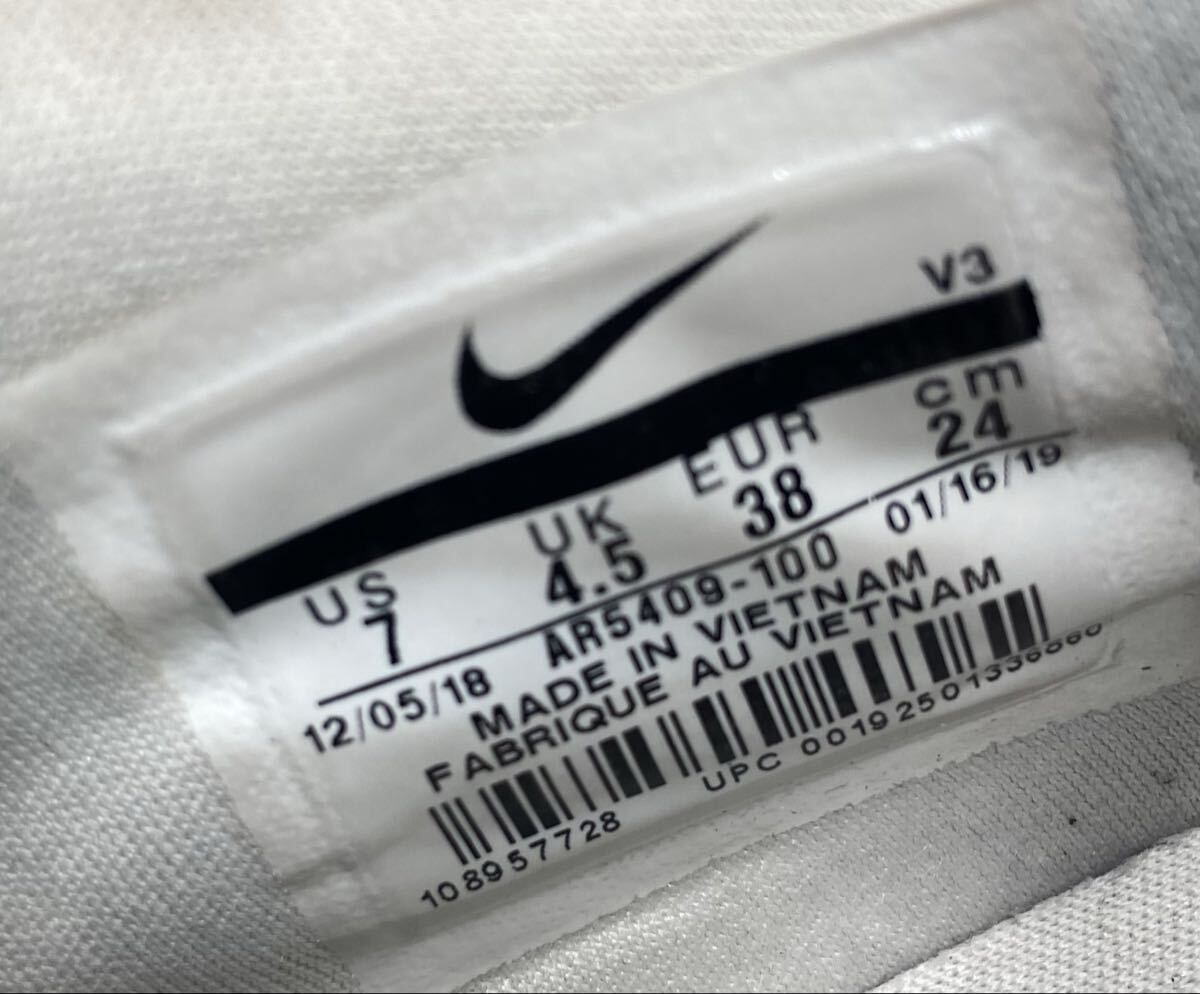 V3
US UK EUR cm
7 4.5 38 24
12/05/18 AR5409-100 01/16/19
MADE IN VIETNAM
FABRIQUE AU VIETNAM
108957728 UPC